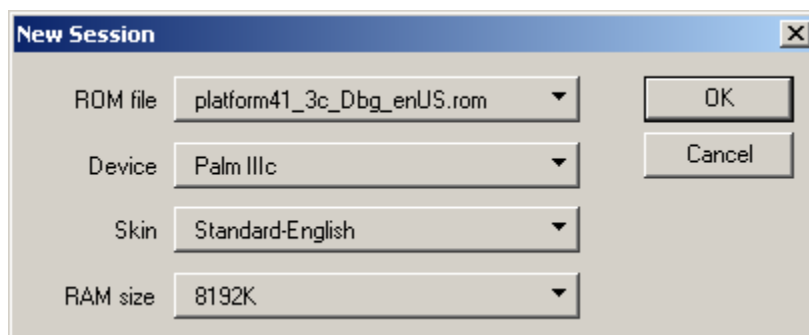 New Session
ROM file platform41_3c_Dbg_enUS.rom OK
Device Palm IIIc Cancel
Skin Standard-English
RAM size 8192K